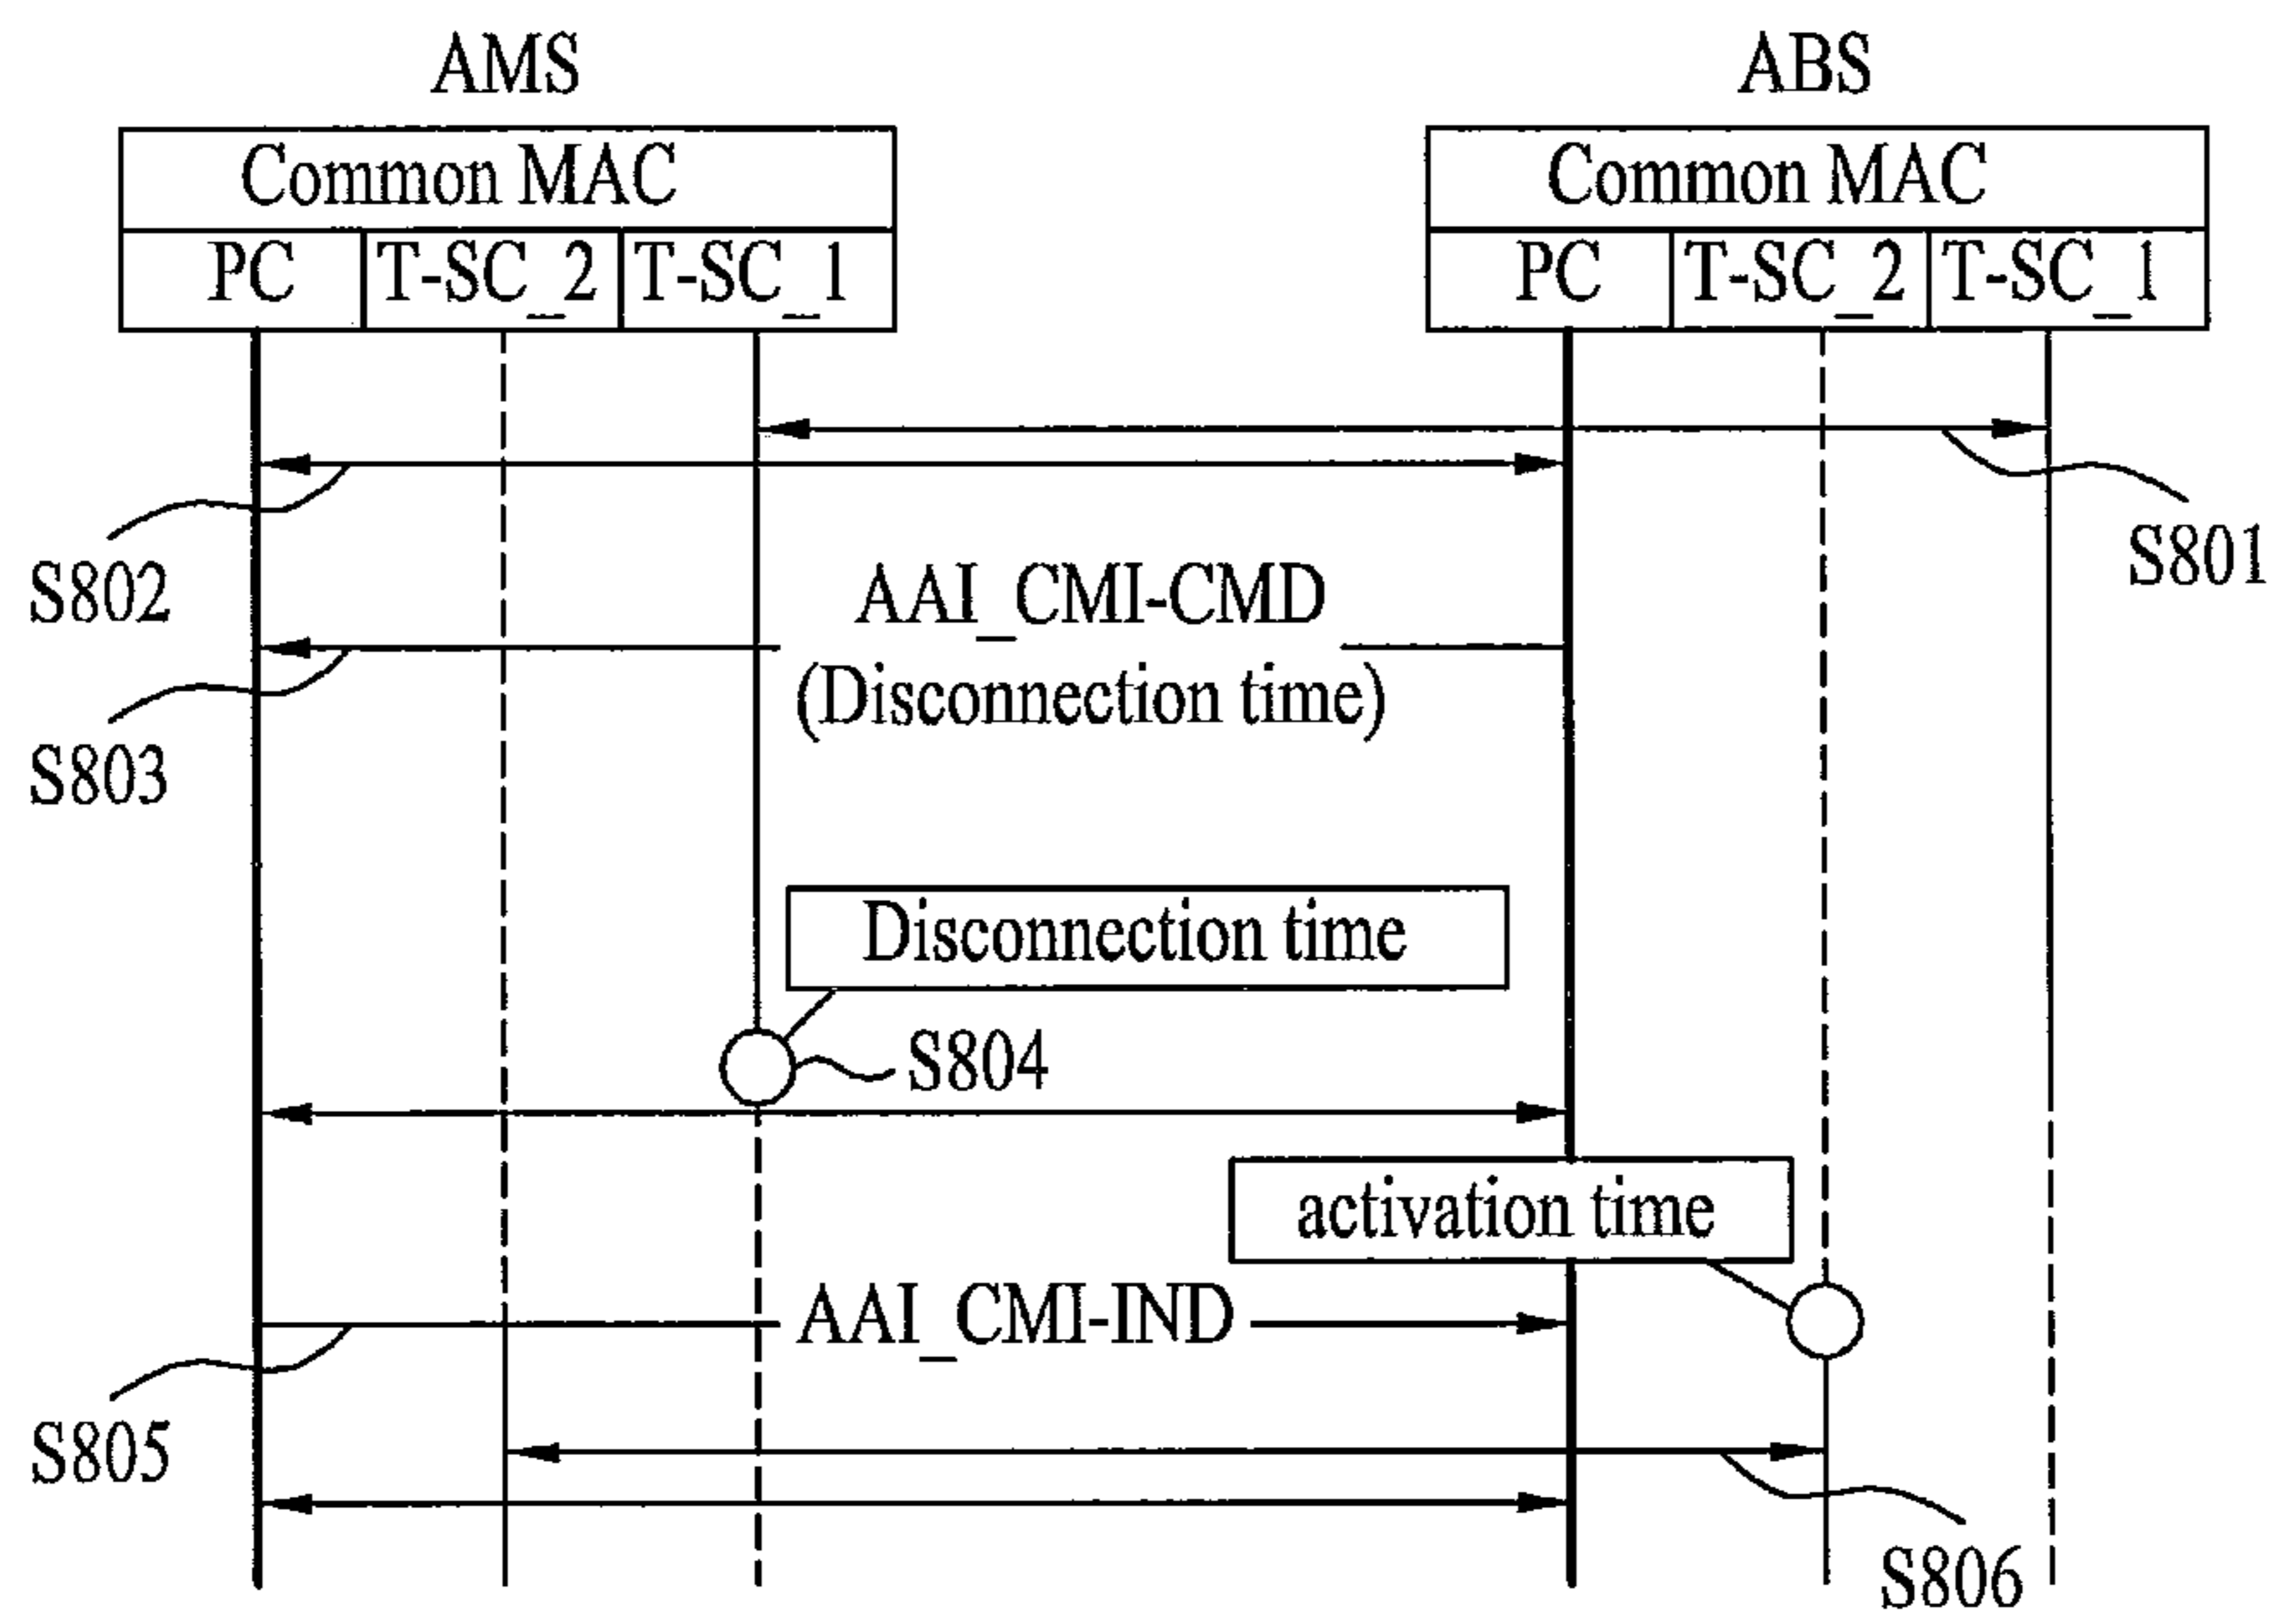 AMS
ABS
Common MAC
Common MAC
PC
T-SC_2
T-SC_1
PC
T-SC_2
T-SC_1
S802
S801
AAI_CMI-CMD
(Disconnection time)
S803
Disconnection time
S804
activation time
AAI_CMI-IND
S805
S806